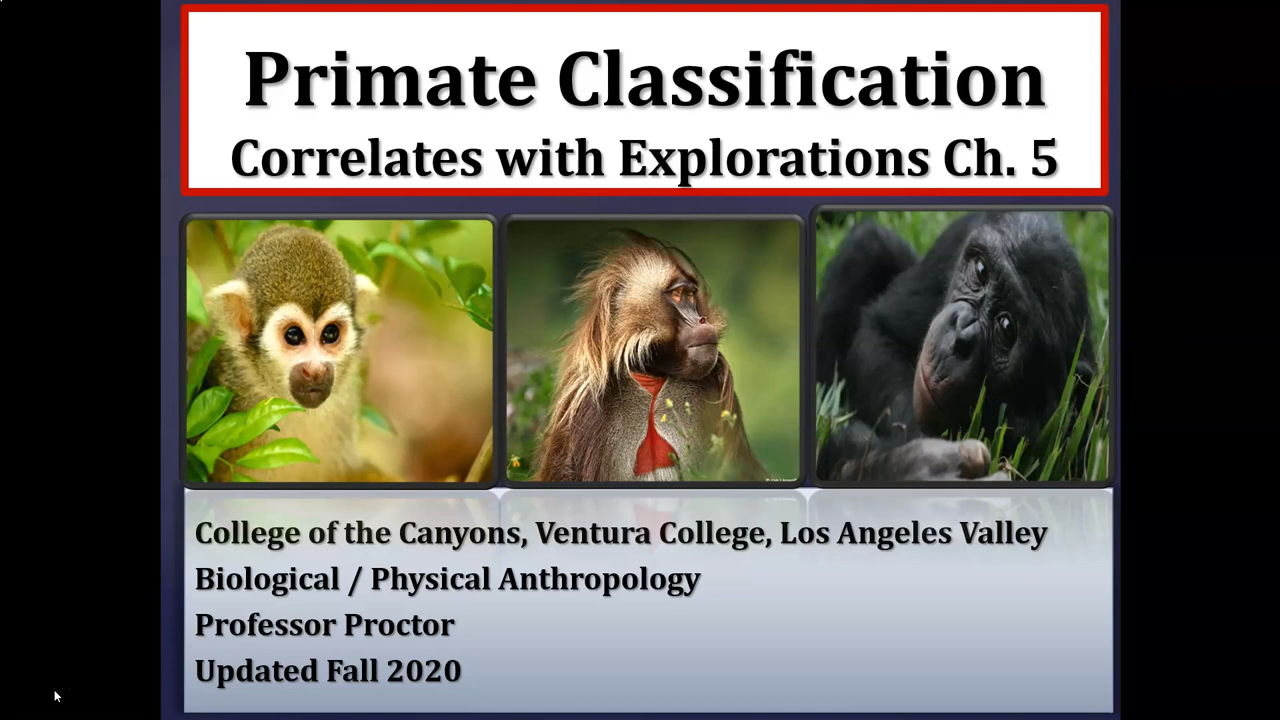 Primate Classification
Correlates with Explorations Ch. 5
College of the Canyons, Ventura College, Los Angeles Valley
Biological / Physical Anthropology
Professor Proctor
Updated Fall 2020